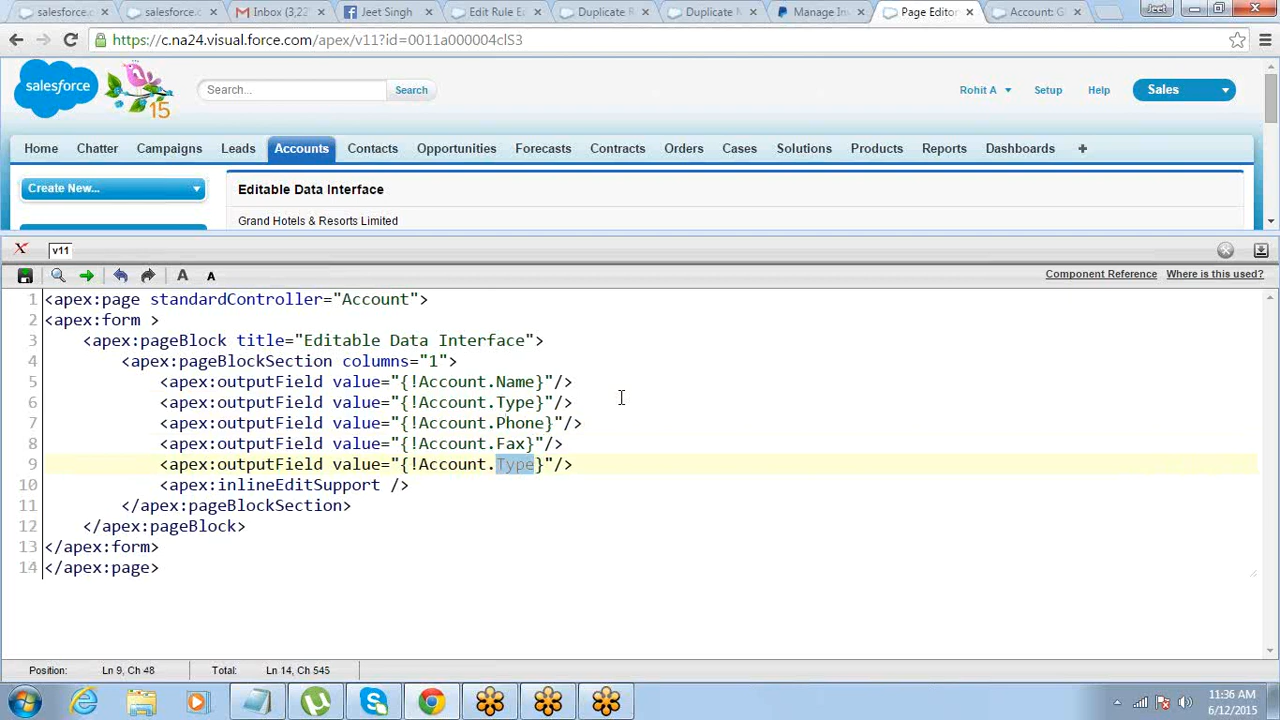 salesforce.c
salesforce.c
Inbox (3,22
Jeet Singh
Edit Rule E
Duplicate R
Duplicate M
Manage In
Page Editor
Account: G
Jeet
https://c.na24.visual.force.com/apex/v11?id=0011a000004clS3
salesforce
15
Search...
Search
Rohit A
Setup
Help
Sales
Home
Chatter
Campaigns
Leads
Accounts
Contacts
Opportunities
Forecasts
Contracts
Orders
Cases
Solutions
Products
Reports
Dashboards
+
Create New...
Editable Data Interface
Grand Hotels & Resorts Limited
v11
A
A
Component Reference
Where is this used?
1 <apex:page standardController="Account">
2 <apex:form >
3 <apex:pageBlock title="Editable Data Interface">
4 <apex:pageBlockSection columns="1">
5 <apex:outputField value="{!Account.Name}"/>
6 <apex:outputField value="{!Account.Type}"/>
7 <apex:outputField value="{!Account.Phone}"/>
8 <apex:outputField value="{!Account.Fax}"/>
9 <apex:outputField value="{!Account.Type}"/>
10 <apex:inlineEditSupport />
11 </apex:pageBlockSection>
12 </apex:pageBlock>
13 </apex:form>
14 </apex:page>
Position:
Ln 9, Ch 48
Total:
Ln 14, Ch 545
11:36 AM
6/12/2015